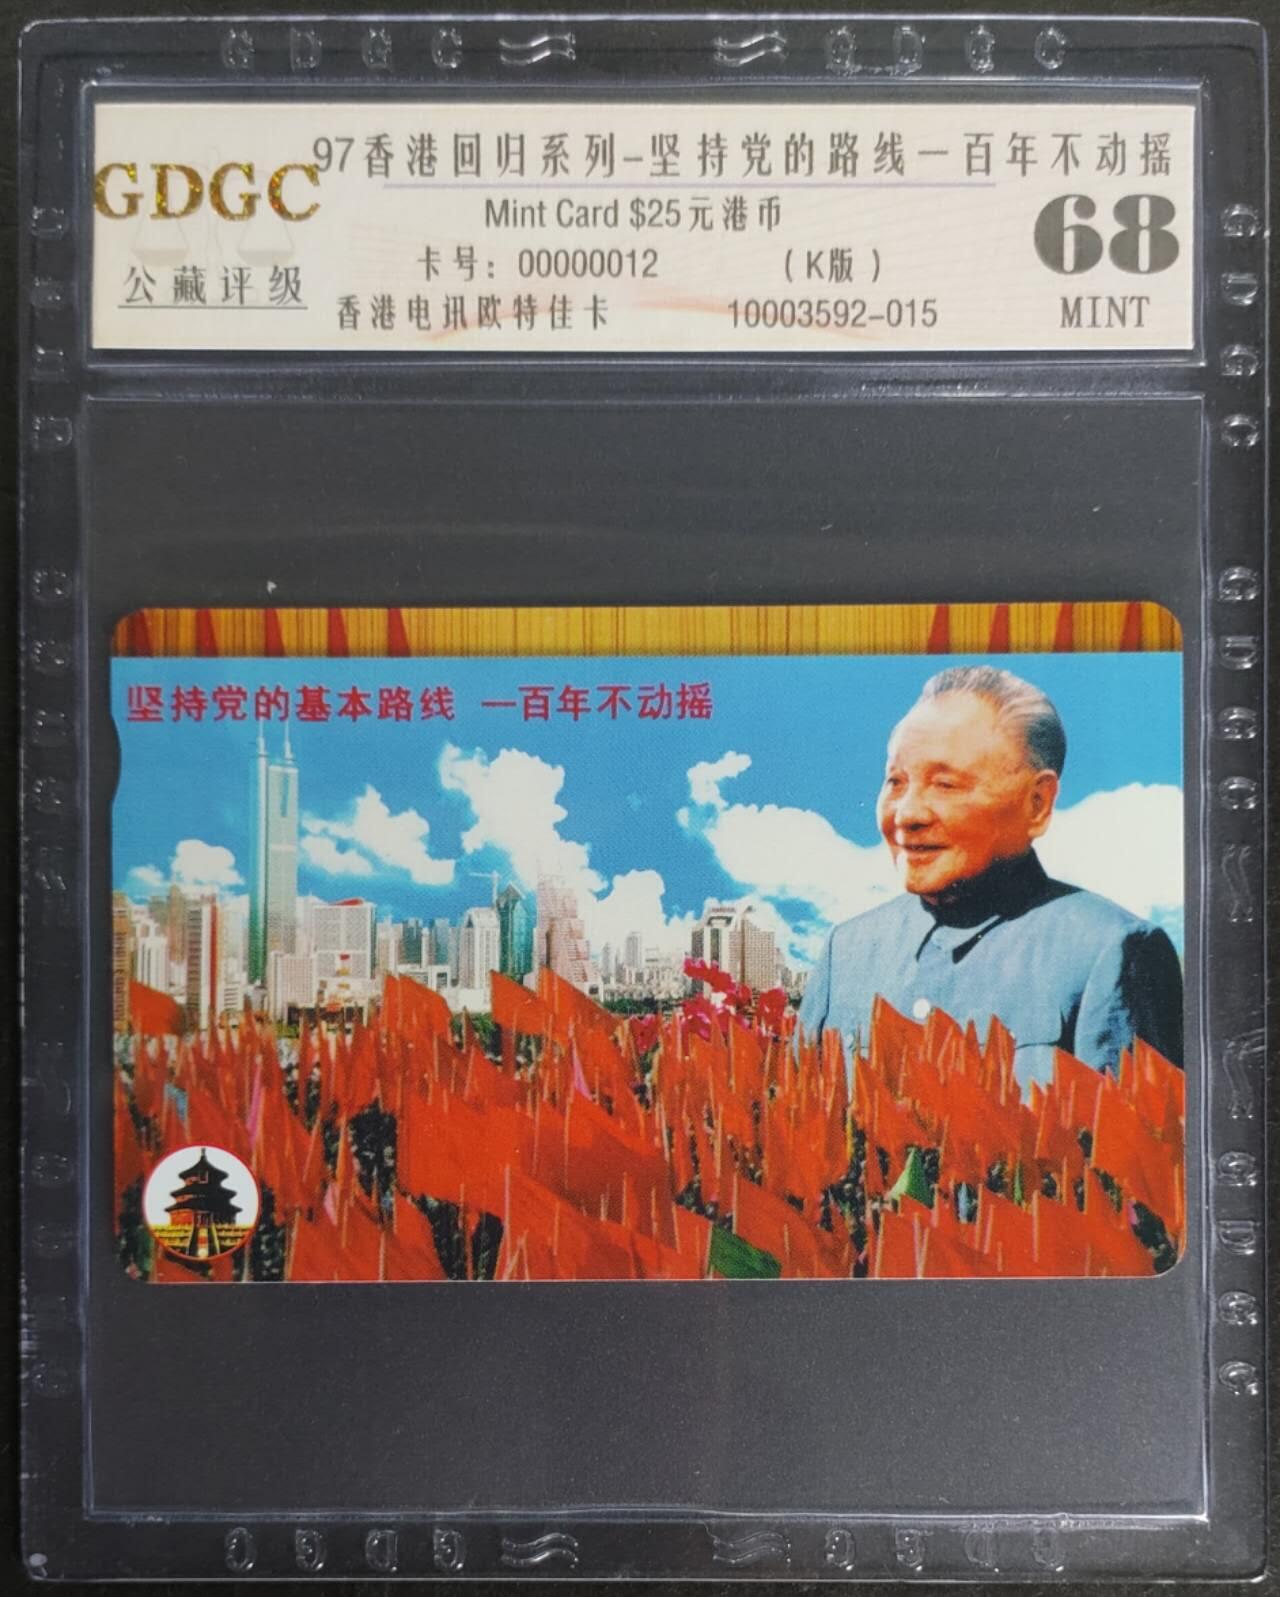 97香港回归系列-坚持党的路线一百年不动摇
GDGC
Mint Card $25元港币
68
公藏评级
卡号：00000012 （K版）
香港电讯欧特佳卡 10003592-015
MINT
坚持党的基本路线 一百年不动摇